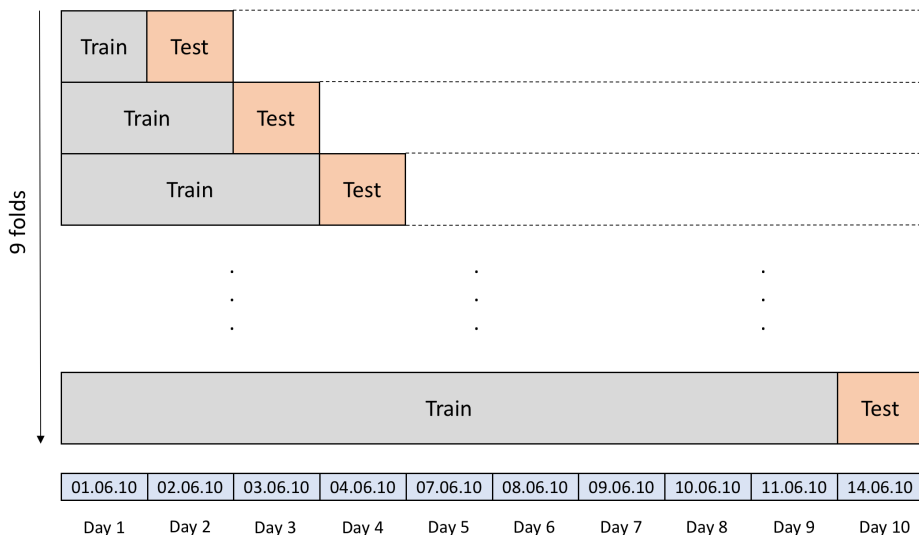 Train Test
Train Test
Train Test
9 folds
.
.
.
.
.
.
.
.
.
Train Test
01.06.10 02.06.10 03.06.10 04.06.10 07.06.10 08.06.10 09.06.10 10.06.10 11.06.10 14.06.10
Day 1 Day 2 Day 3 Day 4 Day 5 Day 6 Day 7 Day 8 Day 9 Day 10